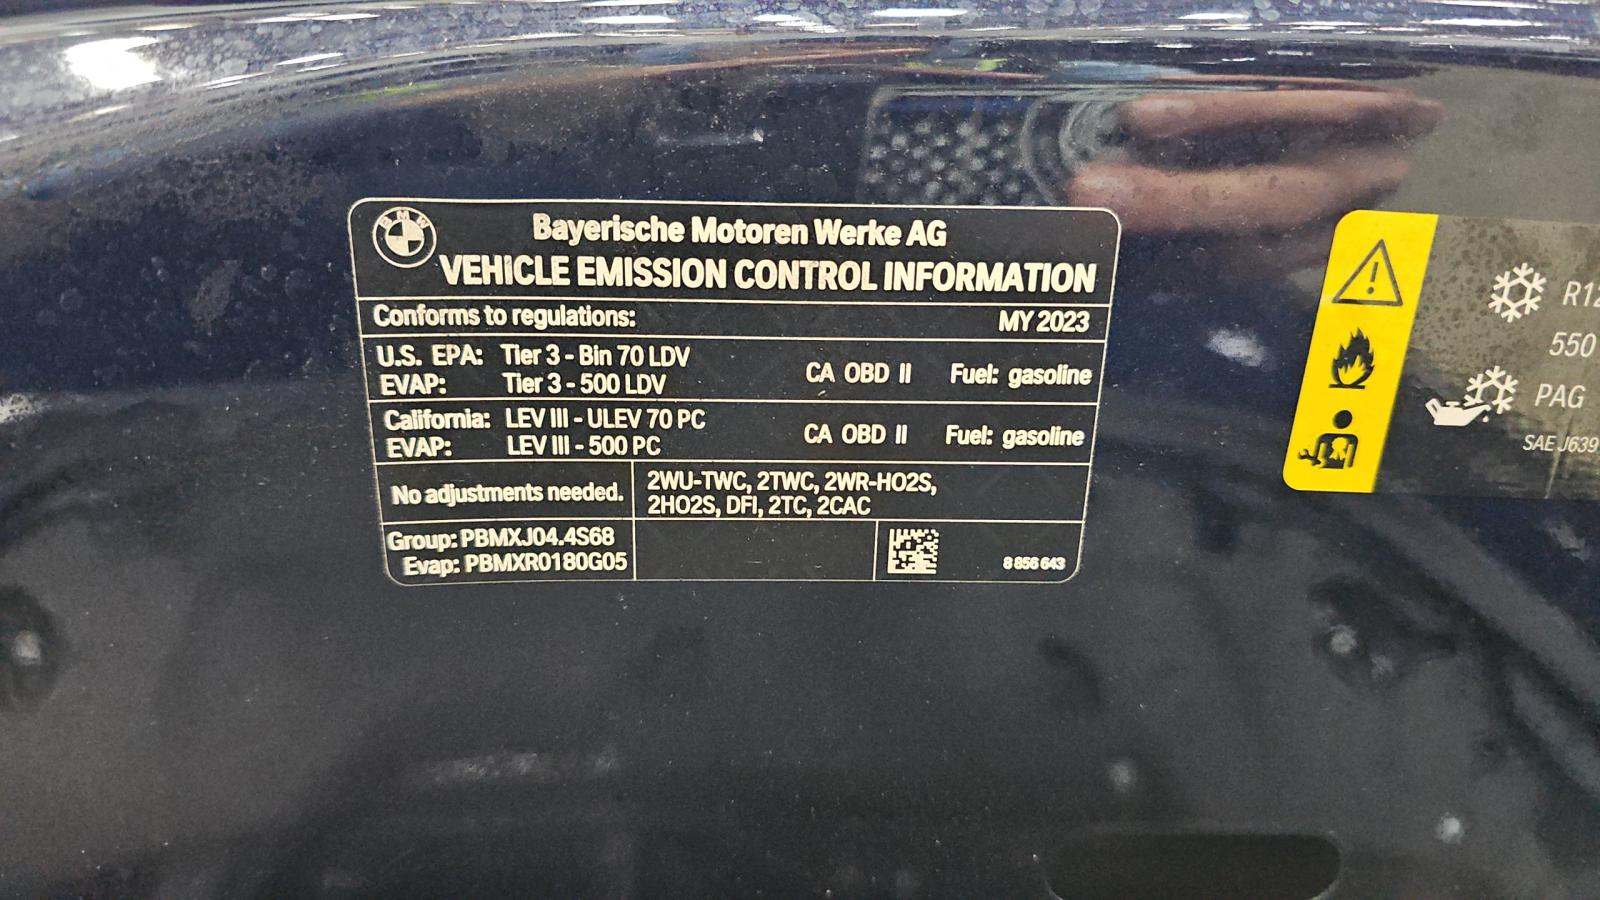 BMW
Bayerische Motoren Werke AG
VEHICLE EMISSION CONTROL INFORMATION
Conforms to regulations: MY 2023
U.S. EPA: Tier 3 - Bin 70 LDV
EVAP: Tier 3 - 500 LDV
CA OBD II Fuel: gasoline
California: LEV III - ULEV 70 PC
EVAP: LEV III - 500 PC
CA OBD II Fuel: gasoline
No adjustments needed.
2WU-TWC, 2TWC, 2WR-HO2S,
2HO2S, DFI, 2TC, 2CAC
Group: PBMXJ04.4S68
Evap: PBMXR0180G05
8 856 643
R12
550
PAG
SAE J639